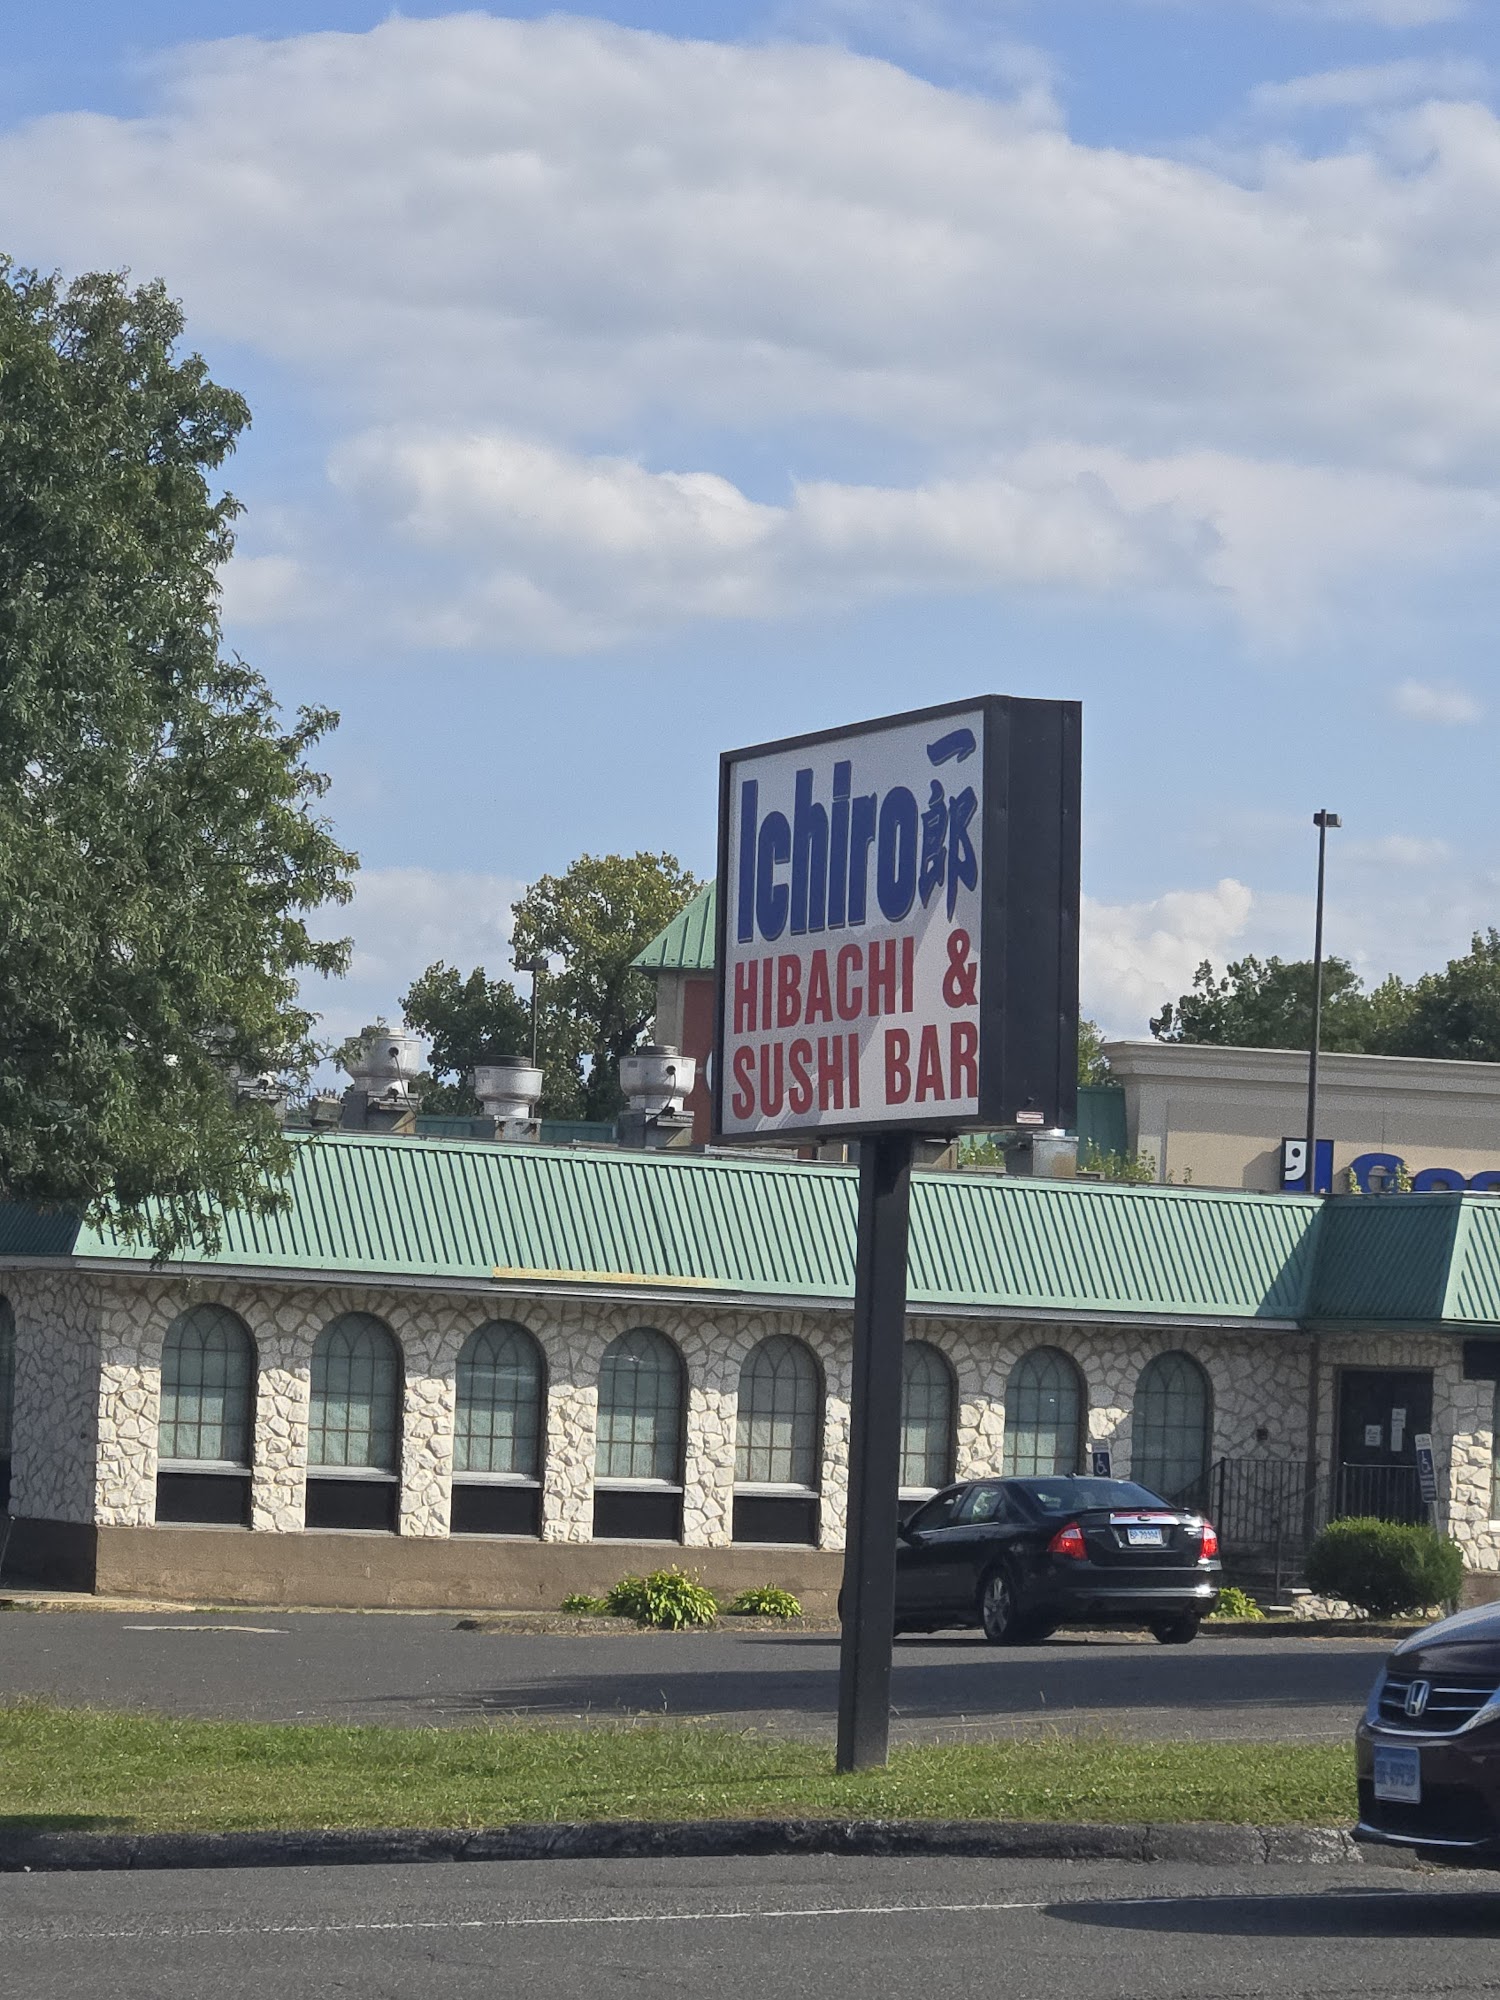 Ichiro 一郎
HIBACHI &
SUSHI BAR